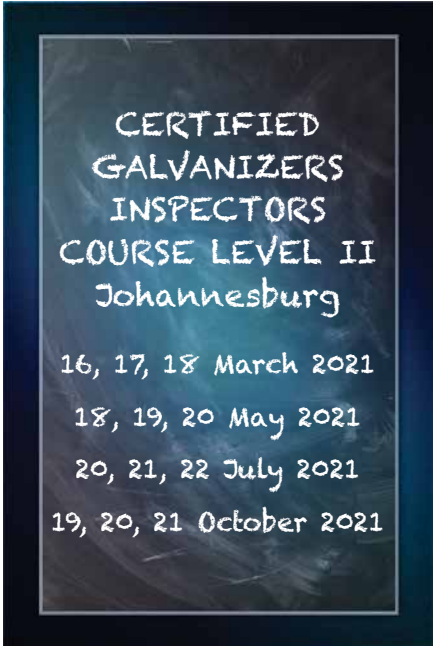 CERTIFIED
GALVANIZERS
INSPECTORS
COURSE LEVEL II
Johannesburg
16, 17, 18 March 2021
18, 19, 20 May 2021
20, 21, 22 July 2021
19, 20, 21 October 2021